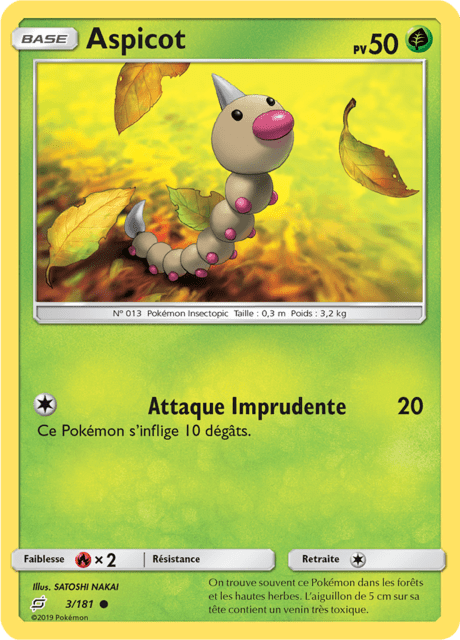 BASE Aspicot PV 50
N° 013 Pokémon Insectopic Taille : 0,3 m Poids : 3,2 kg
Attaque Imprudente 20
Ce Pokémon s'inflige 10 dégâts.
Faiblesse × 2 Résistance Retraite
Illus. SATOSHI NAKAI
3/181
©2019 Pokémon
On trouve souvent ce Pokémon dans les forêts
et les hautes herbes. L'aiguillon de 5 cm sur sa
tête contient un venin très toxique.